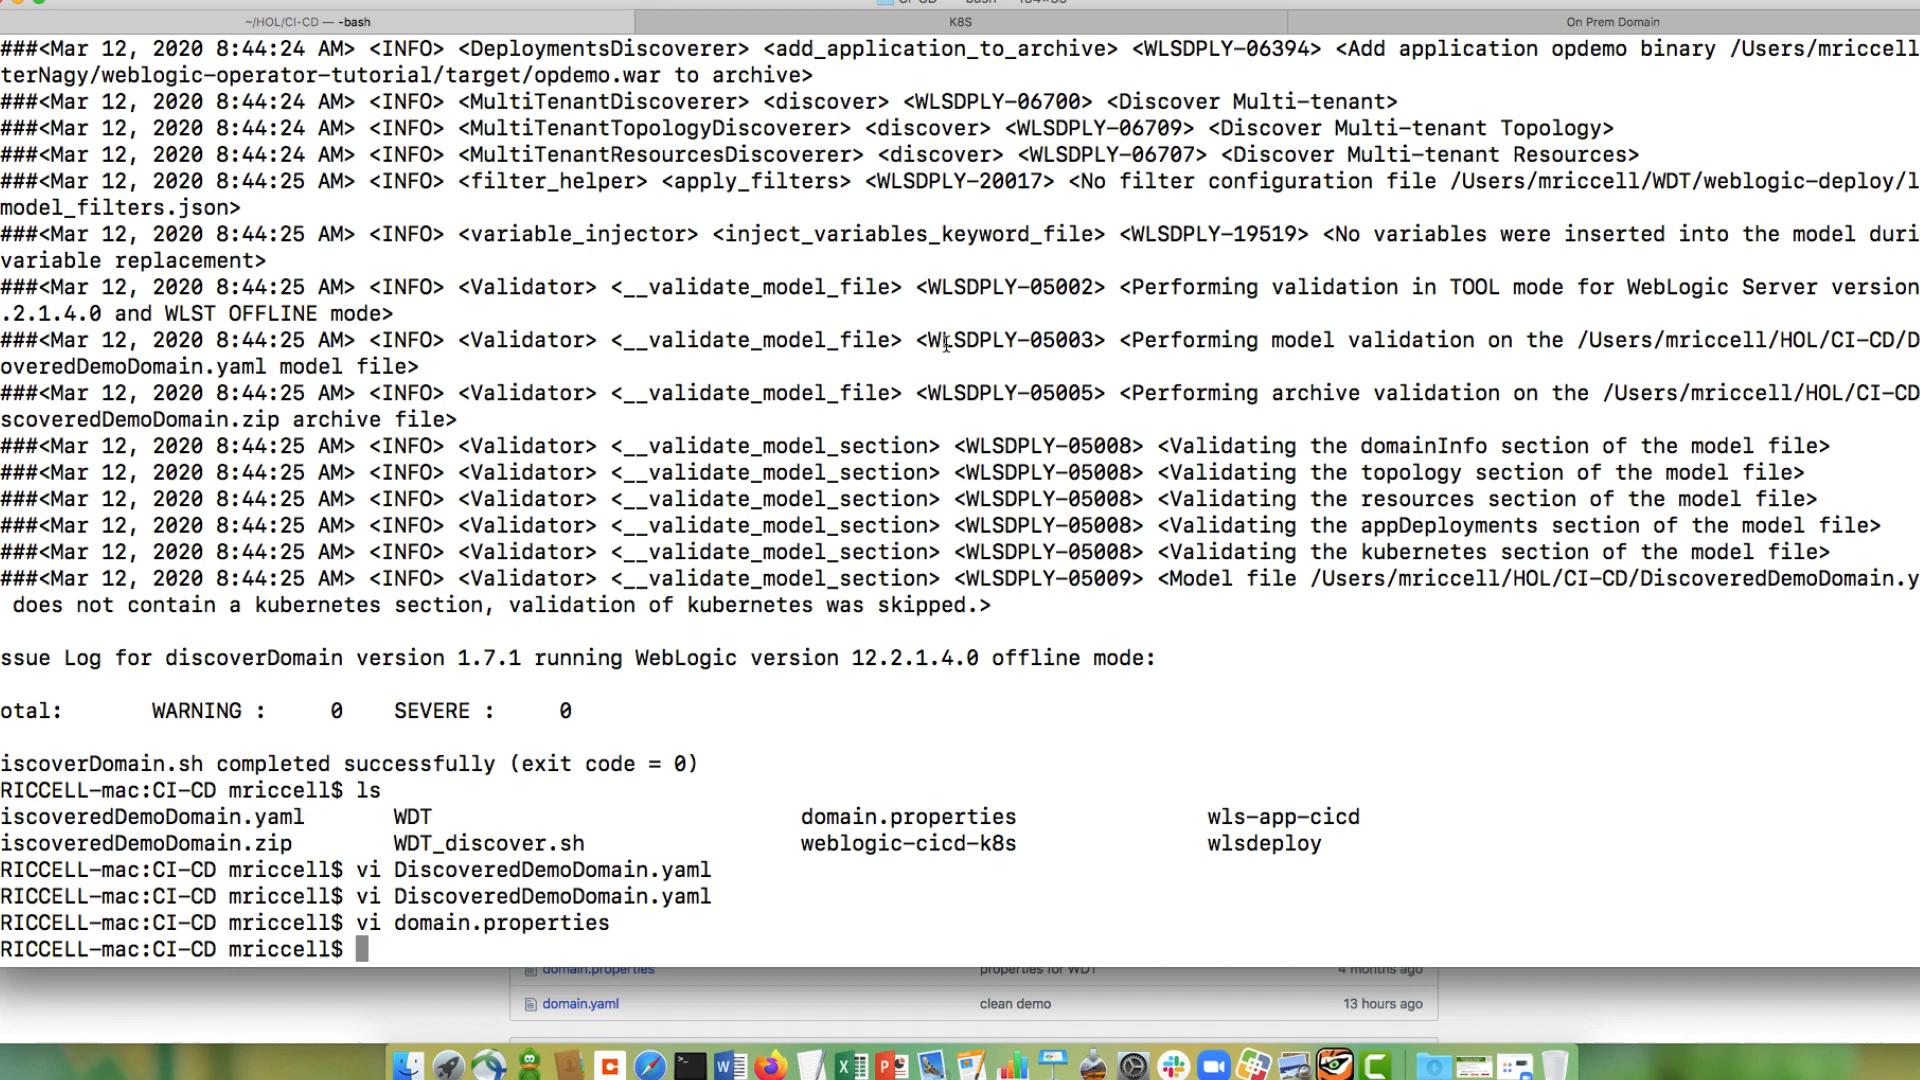 ~/HOL/CI-CD — -bash
K8S
On Prem Domain
###<Mar 12, 2020 8:44:24 AM> <INFO> <DeploymentsDiscoverer> <add_application_to_archive> <WLSDPLY-06394> <Add application opdemo binary /Users/mriccell
terNagy/weblogic-operator-tutorial/target/opdemo.war to archive>
###<Mar 12, 2020 8:44:24 AM> <INFO> <MultiTenantDiscoverer> <discover> <WLSDPLY-06700> <Discover Multi-tenant>
###<Mar 12, 2020 8:44:24 AM> <INFO> <MultiTenantTopologyDiscoverer> <discover> <WLSDPLY-06709> <Discover Multi-tenant Topology>
###<Mar 12, 2020 8:44:24 AM> <INFO> <MultiTenantResourcesDiscoverer> <discover> <WLSDPLY-06707> <Discover Multi-tenant Resources>
###<Mar 12, 2020 8:44:25 AM> <INFO> <filter_helper> <apply_filters> <WLSDPLY-20017> <No filter configuration file /Users/mriccell/WDT/weblogic-deploy/l
model_filters.json>
###<Mar 12, 2020 8:44:25 AM> <INFO> <variable_injector> <inject_variables_keyword_file> <WLSDPLY-19519> <No variables were inserted into the model duri
variable replacement>
###<Mar 12, 2020 8:44:25 AM> <INFO> <Validator> <__validate_model_file> <WLSDPLY-05002> <Performing validation in TOOL mode for WebLogic Server version
.2.1.4.0 and WLST OFFLINE mode>
###<Mar 12, 2020 8:44:25 AM> <INFO> <Validator> <__validate_model_file> <WLSDPLY-05003> <Performing model validation on the /Users/mriccell/HOL/CI-CD/D
overedDemoDomain.yaml model file>
###<Mar 12, 2020 8:44:25 AM> <INFO> <Validator> <__validate_model_file> <WLSDPLY-05005> <Performing archive validation on the /Users/mriccell/HOL/CI-CD
scoveredDemoDomain.zip archive file>
###<Mar 12, 2020 8:44:25 AM> <INFO> <Validator> <__validate_model_section> <WLSDPLY-05008> <Validating the domainInfo section of the model file>
###<Mar 12, 2020 8:44:25 AM> <INFO> <Validator> <__validate_model_section> <WLSDPLY-05008> <Validating the topology section of the model file>
###<Mar 12, 2020 8:44:25 AM> <INFO> <Validator> <__validate_model_section> <WLSDPLY-05008> <Validating the resources section of the model file>
###<Mar 12, 2020 8:44:25 AM> <INFO> <Validator> <__validate_model_section> <WLSDPLY-05008> <Validating the appDeployments section of the model file>
###<Mar 12, 2020 8:44:25 AM> <INFO> <Validator> <__validate_model_section> <WLSDPLY-05008> <Validating the kubernetes section of the model file>
###<Mar 12, 2020 8:44:25 AM> <INFO> <Validator> <__validate_model_section> <WLSDPLY-05009> <Model file /Users/mriccell/HOL/CI-CD/DiscoveredDemoDomain.y
does not contain a kubernetes section, validation of kubernetes was skipped.>
ssue Log for discoverDomain version 1.7.1 running WebLogic version 12.2.1.4.0 offline mode:
otal: WARNING : 0 SEVERE : 0
iscoverDomain.sh completed successfully (exit code = 0)
RICCELL-mac:CI-CD mriccell$ ls
iscoveredDemoDomain.yaml WDT domain.properties wls-app-cicd
iscoveredDemoDomain.zip WDT_discover.sh weblogic-cicd-k8s wlsdeploy
RICCELL-mac:CI-CD mriccell$ vi DiscoveredDemoDomain.yaml
RICCELL-mac:CI-CD mriccell$ vi DiscoveredDemoDomain.yaml
RICCELL-mac:CI-CD mriccell$ vi domain.properties
RICCELL-mac:CI-CD mriccell$
domain.properties properties for WDT 4 months ago
domain.yaml clean demo 13 hours ago